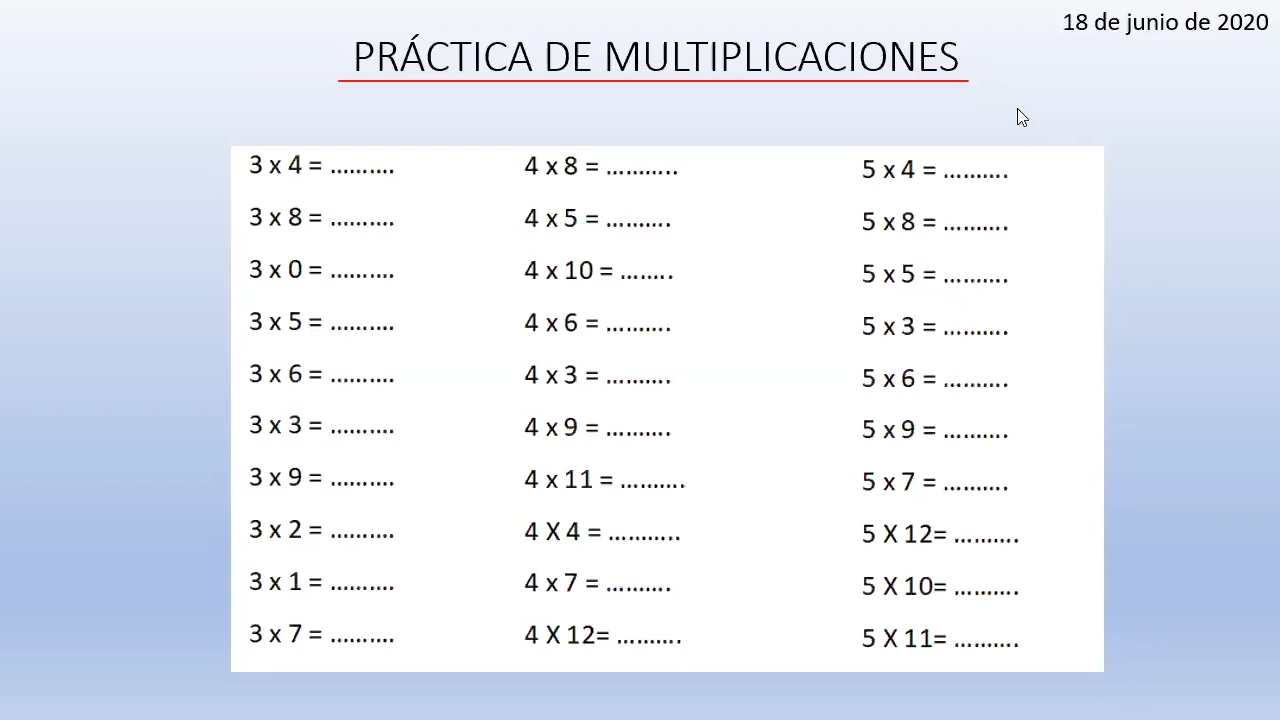 18 de junio de 2020
PRÁCTICA DE MULTIPLICACIONES
3 x 4 = ..........
3 x 8 = ..........
3 x 0 = ..........
3 x 5 = ..........
3 x 6 = ..........
3 x 3 = ..........
3 x 9 = ..........
3 x 2 = ..........
3 x 1 = ..........
3 x 7 = ..........
4 x 8 = ...........
4 x 5 = ..........
4 x 10 = ........
4 x 6 = ..........
4 x 3 = ..........
4 x 9 = ..........
4 x 11 = ..........
4 X 4 = ...........
4 x 7 = ..........
4 X 12= ..........
5 x 4 = ..........
5 x 8 = ..........
5 x 5 = ..........
5 x 3 = ..........
5 x 6 = ..........
5 x 9 = ..........
5 x 7 = ..........
5 X 12= ..........
5 X 10= ..........
5 X 11= ..........